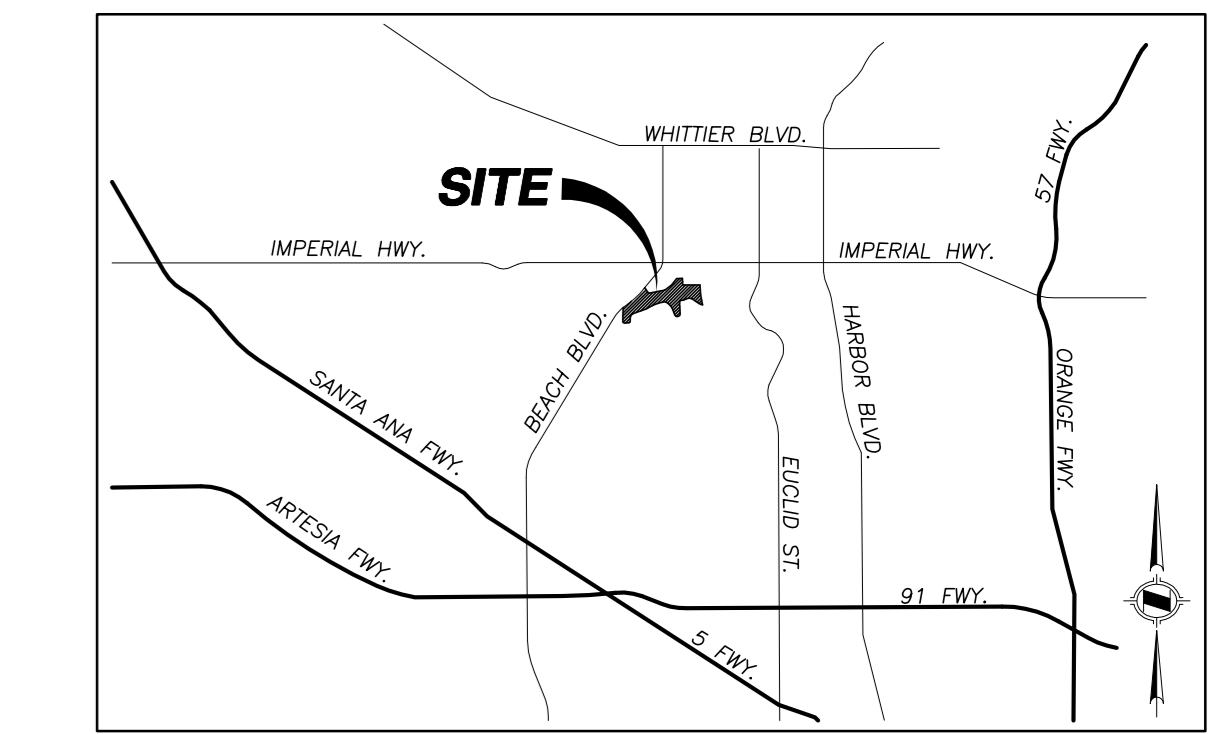 WHITTIER BLVD.
57 FWY.
SITE
IMPERIAL HWY.
IMPERIAL HWY.
BEACH BLVD.
HARBOR BLVD.
SANTA ANA FWY.
ORANGE FWY.
EUCLID ST.
ARTESIA FWY.
91 FWY.
5 FWY.